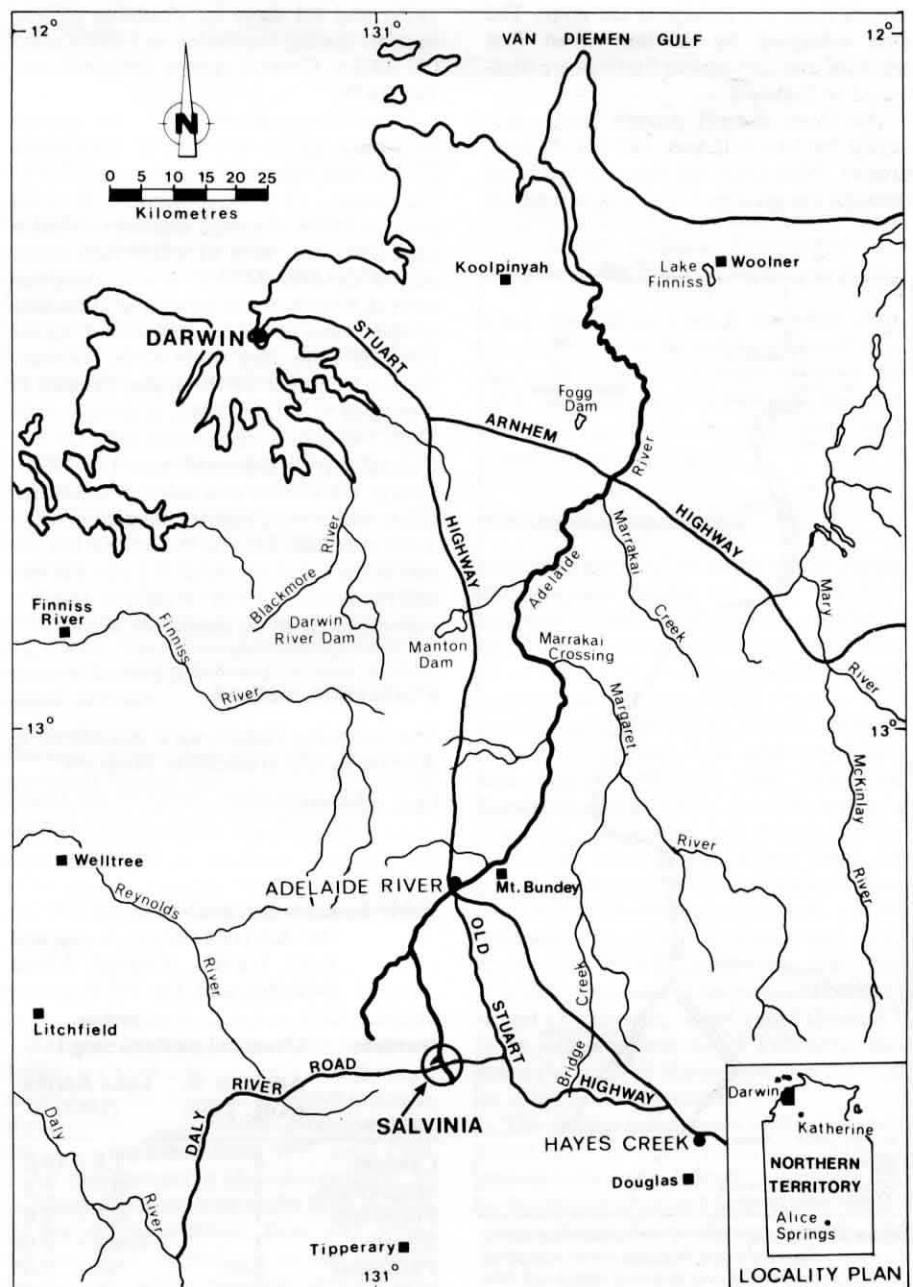 12°
131°
12°
VAN DIEMEN GULF
N
0 5 10 15 20 25
Kilometres
Koolpinyah
Lake
Finniss
Woolner
DARWIN
STUART
HIGHWAY
Fogg
Dam
ARNHEM
HIGHWAY
Adelaide
River
Marrakai
Creek
Mary
River
Blackmore
River
Finniss
River
Finniss
River
Darwin
River Dam
Manton
Dam
Marrakai
Crossing
Margaret
River
13°
13°
McKinlay
River
Welltree
Reynolds
River
ADELAIDE RIVER
Mt. Bundey
OLD
STUART
HIGHWAY
Bridge
Creek
Litchfield
DALY
RIVER
ROAD
SALVINIA
Daly
River
HAYES CREEK
Douglas
Tipperary
131°
Darwin
Katherine
NORTHERN
TERRITORY
Alice
Springs
LOCALITY PLAN